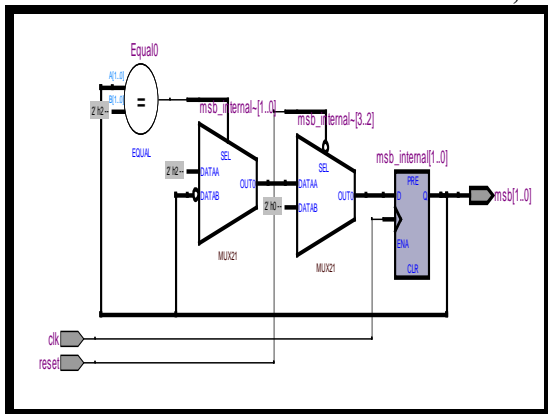 Equal0
A[1..0]
B[1..0]
2' h2--
=
EQUAL
msb_internal~[1..0]
SEL
2' h2--
DATAA
DATAB
OUT0
MUX21
msb_internal~[3..2]
SEL
DATAA
2' h0--
DATAB
OUT0
MUX21
msb_internal[1..0]
PRE
D
Q
ENA
CLR
msb[1..0]
clk
reset